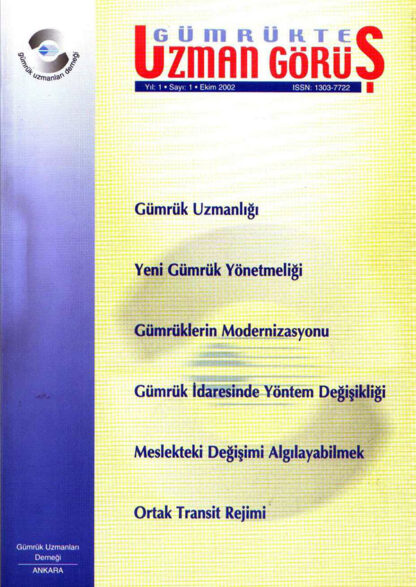 gümrük uzmanları derneği
GÜMRÜKTE
UZMAN GÖRÜŞ
Yıl: 1 • Sayı: 1 • Ekim 2002 ISSN: 1303-7722
Gümrük Uzmanlığı
Yeni Gümrük Yönetmeliği
Gümrüklerin Modernizasyonu
Gümrük İdaresinde Yöntem Değişikliği
Meslekteki Değişimi Algılayabilmek
Ortak Transit Rejimi
Gümrük Uzmanları
Derneği
ANKARA